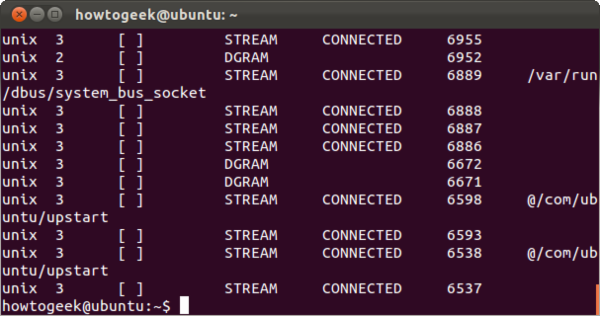 howtogeek@ubuntu: ~
unix  3      [ ]         STREAM     CONNECTED     6955
unix  2      [ ]         DGRAM                    6952
unix  3      [ ]         STREAM     CONNECTED     6889     /var/run
/dbus/system_bus_socket
unix  3      [ ]         STREAM     CONNECTED     6888
unix  3      [ ]         STREAM     CONNECTED     6887
unix  3      [ ]         STREAM     CONNECTED     6886
unix  3      [ ]         DGRAM                    6672
unix  3      [ ]         DGRAM                    6671
unix  3      [ ]         STREAM     CONNECTED     6598     @/com/ub
untu/upstart
unix  3      [ ]         STREAM     CONNECTED     6593
unix  3      [ ]         STREAM     CONNECTED     6538     @/com/ub
untu/upstart
unix  3      [ ]         STREAM     CONNECTED     6537
howtogeek@ubuntu:~$